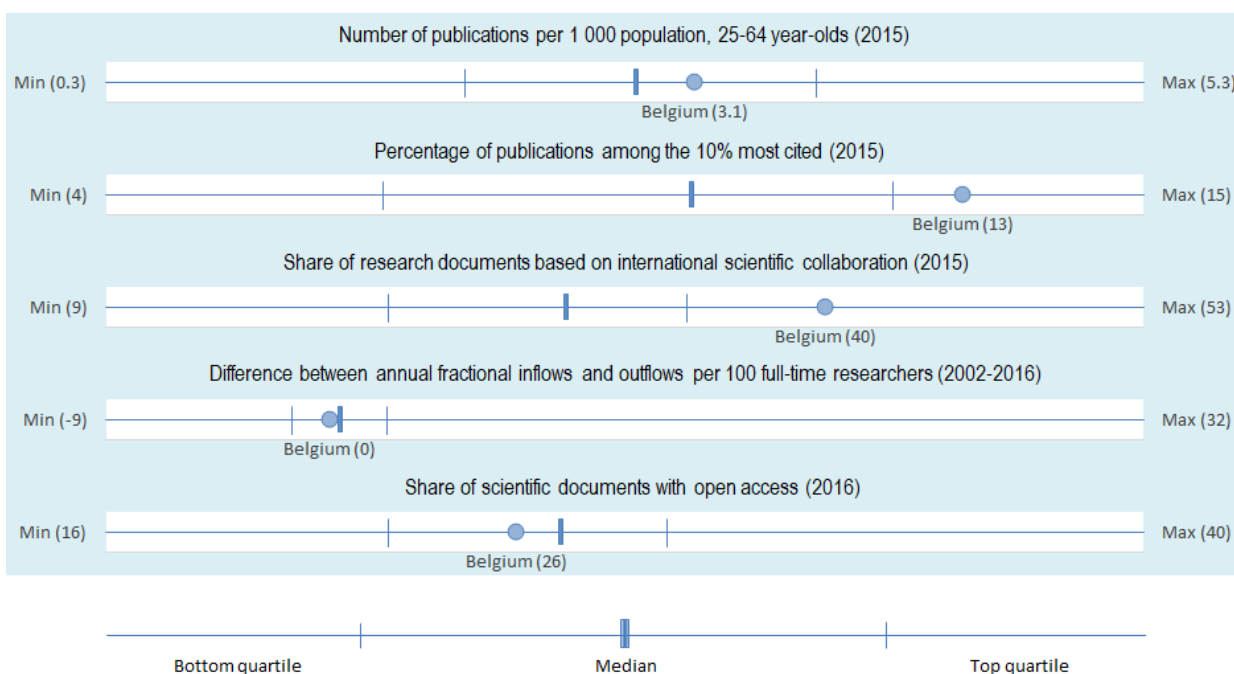 Number of publications per 1 000 population, 25-64 year-olds (2015)
Min (0.3)
Max (5.3)
Belgium (3.1)
Percentage of publications among the 10% most cited (2015)
Min (4)
Max (15)
Belgium (13)
Share of research documents based on international scientific collaboration (2015)
Min (9)
Max (53)
Belgium (40)
Difference between annual fractional inflows and outflows per 100 full-time researchers (2002-2016)
Min (-9)
Max (32)
Belgium (0)
Share of scientific documents with open access (2016)
Min (16)
Max (40)
Belgium (26)
Bottom quartile
Median
Top quartile